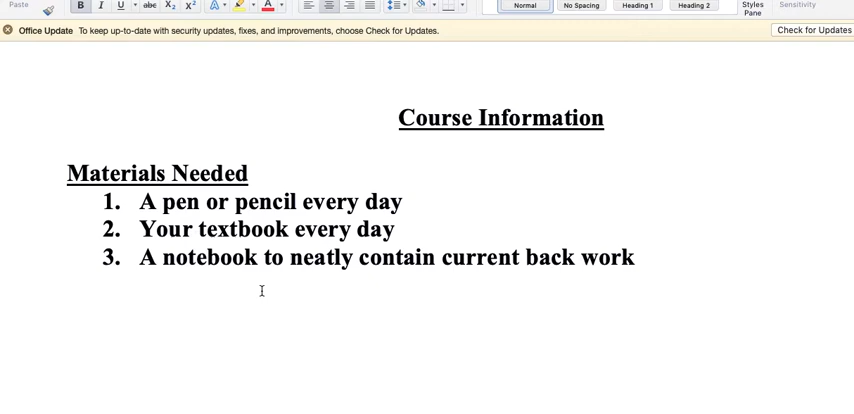 Paste B I U abc X2 X2 A A Normal No Spacing Heading 1 Heading 2 Styles Pane Sensitivity
Office Update To keep up-to-date with security updates, fixes, and improvements, choose Check for Updates. Check for Updates
Course Information
Materials Needed
1. A pen or pencil every day
2. Your textbook every day
3. A notebook to neatly contain current back work